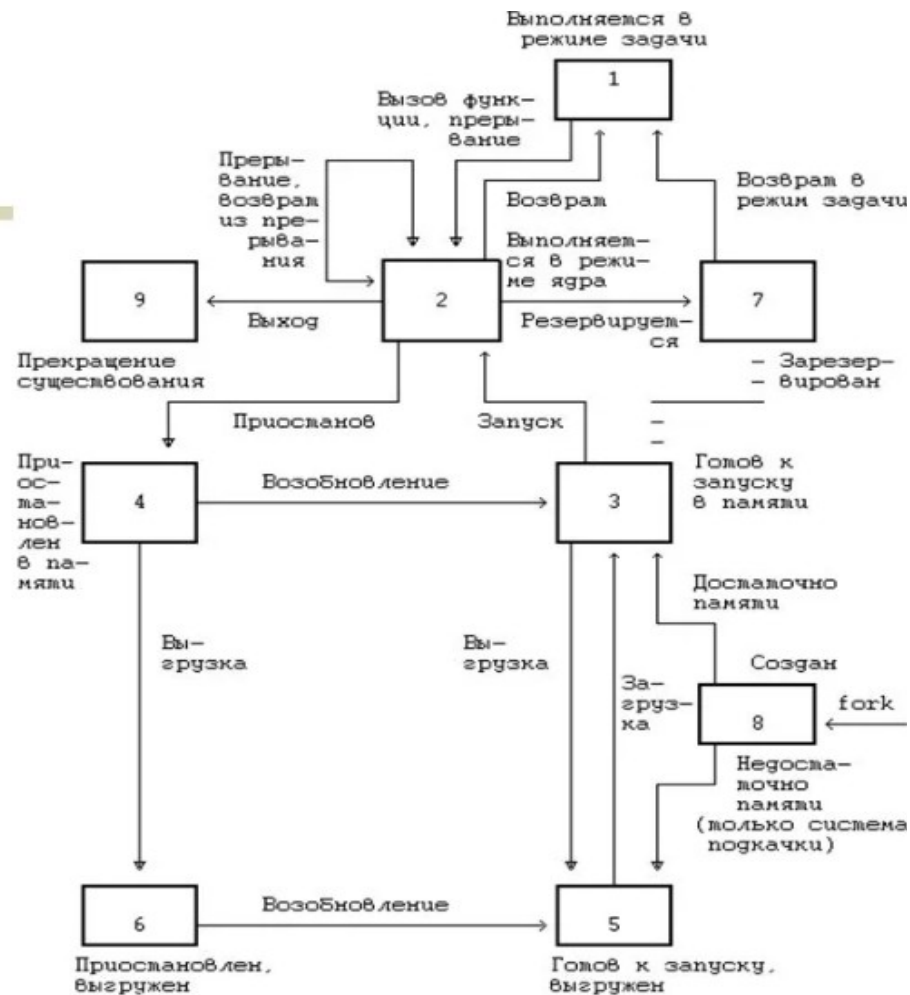 Выполняется в
режиме задачи
1
Вызов функ-
ции, преры-
вание
Преры-
вание,
возврат
из пре-
рыва-
ния
Возврат
Возврат в
режим задачи
Выполняет-
ся в режи-
ме ядра
9
2
7
Выход
Резервирует-
ся
Прекращение
существования
- Зарезер-
- вирован
Приостанов
Запуск
-
-
При-
ос-
та-
нов-
лен
в па-
мяти
4
Возобновление
3
Готов к
запуску
в памяти
Достаточно
памяти
Вы-
грузка
Вы-
грузка
За-
груз-
ка
Создан
8
fork
Недоста-
точно
памяти
(только система
подкачки)
6
Возобновление
5
Приостановлен,
выгружен
Готов к запуску,
выгружен